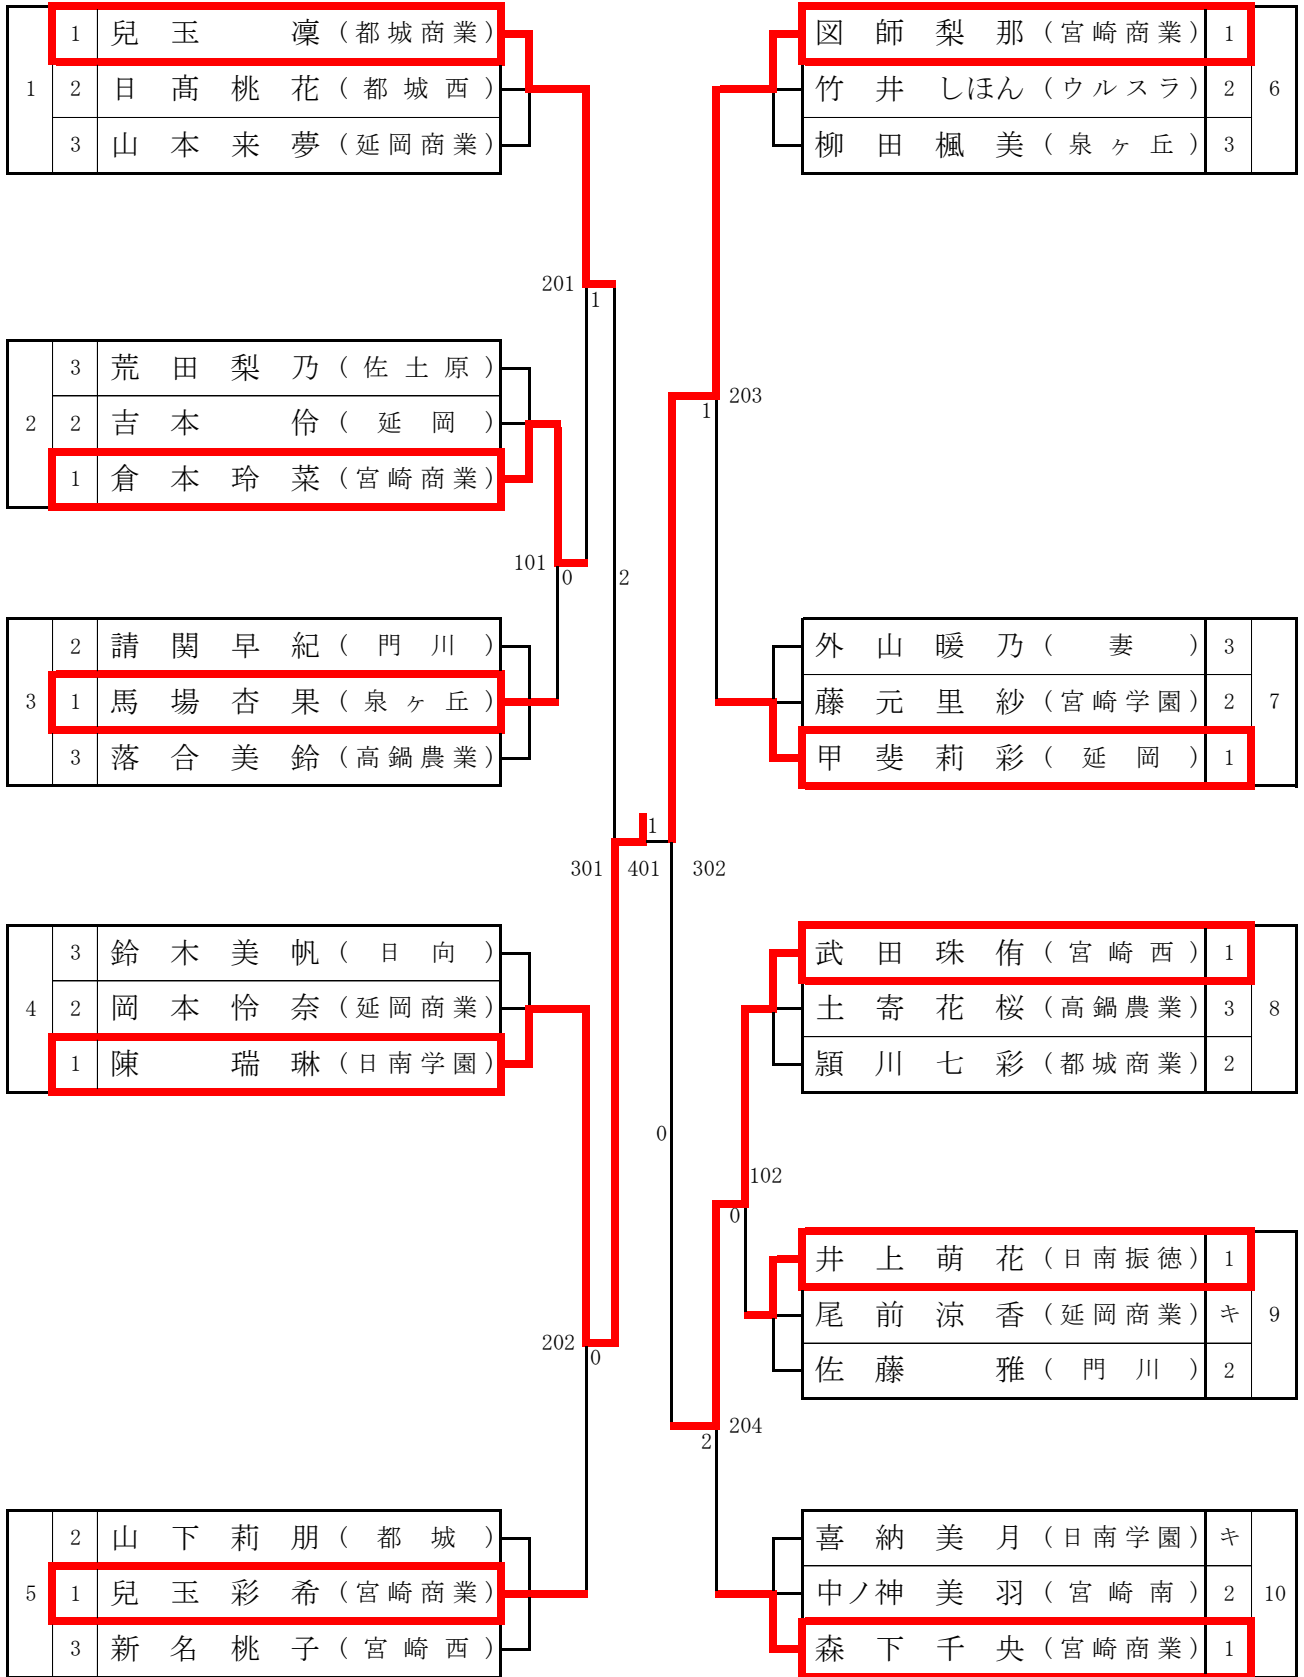 1
1 兒玉 凜 (都城商業)
2 日髙桃花 (都城西)
3 山本来夢 (延岡商業)
201
1
2
3 荒田梨乃 (佐土原)
2 吉本 伶 (延岡)
1 倉本玲菜 (宮崎商業)
101
0
2
3
2 請関早紀 (門川)
1 馬場杏果 (泉ヶ丘)
3 落合美鈴 (高鍋農業)
301
401
1
302
4
3 鈴木美帆 (日向)
2 岡本怜奈 (延岡商業)
1 陳 瑞琳 (日南学園)
202
0
5
2 山下莉朋 (都城)
1 兒玉彩希 (宮崎商業)
3 新名桃子 (宮崎西)
図師梨那 (宮崎商業) 1
竹井しほん (ウルスラ) 2
柳田楓美 (泉ヶ丘) 3
6
203
1
外山暖乃 (妻) 3
藤元里紗 (宮崎学園) 2
甲斐莉彩 (延岡) 1
7
武田珠侑 (宮崎西) 1
土寄花桜 (高鍋農業) 3
頴川七彩 (都城商業) 2
8
0
102
0
井上萌花 (日南振徳) 1
尾前涼香 (延岡商業) キ
佐藤 雅 (門川) 2
9
204
2
喜納美月 (日南学園) キ
中ノ神美羽 (宮崎南) 2
森下千央 (宮崎商業) 1
10